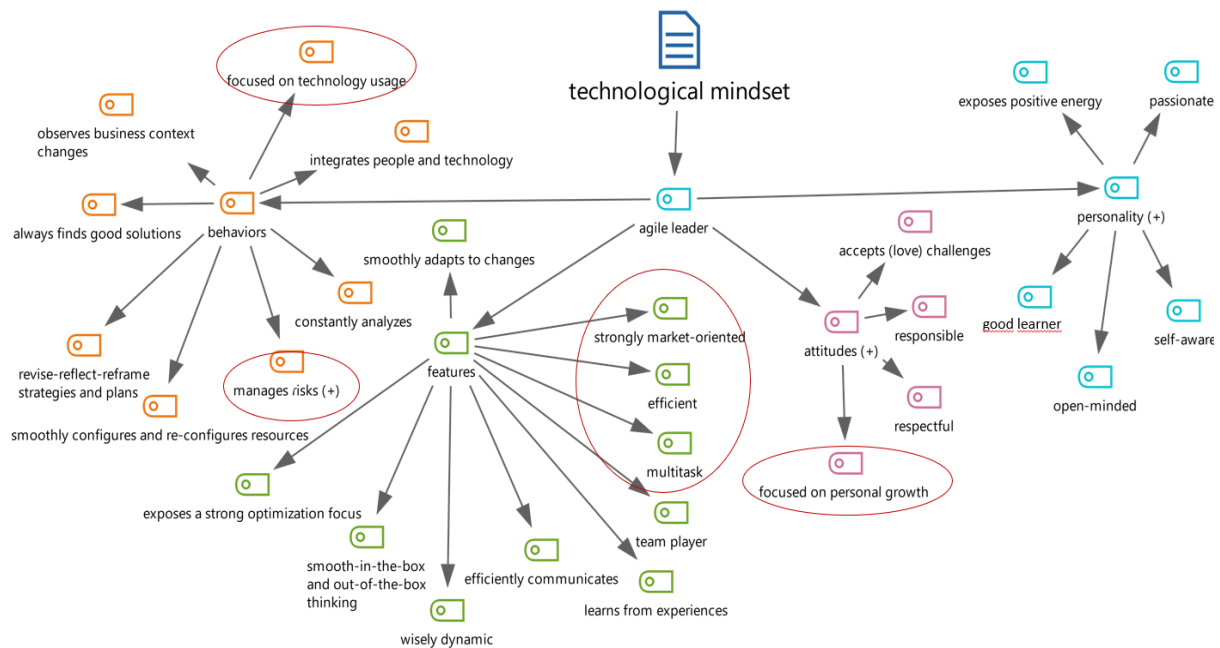 focused on technology usage
technological mindset
exposes positive energy
passionate
observes business context
changes
integrates people and technology
always finds good solutions
behaviors
agile leader
personality (+)
smoothly adapts to changes
accepts (love) challenges
constantly analyzes
strongly market-oriented
responsible
good learner
self-aware
revise-reflect-reframe
strategies and plans
manages risks (+)
features
attitudes (+)
efficient
open-minded
smoothly configures and re-configures resources
respectful
multitask
focused on personal growth
exposes a strong optimization focus
team player
smooth-in-the-box
and out-of-the-box
thinking
efficiently communicates
learns from experiences
wisely dynamic